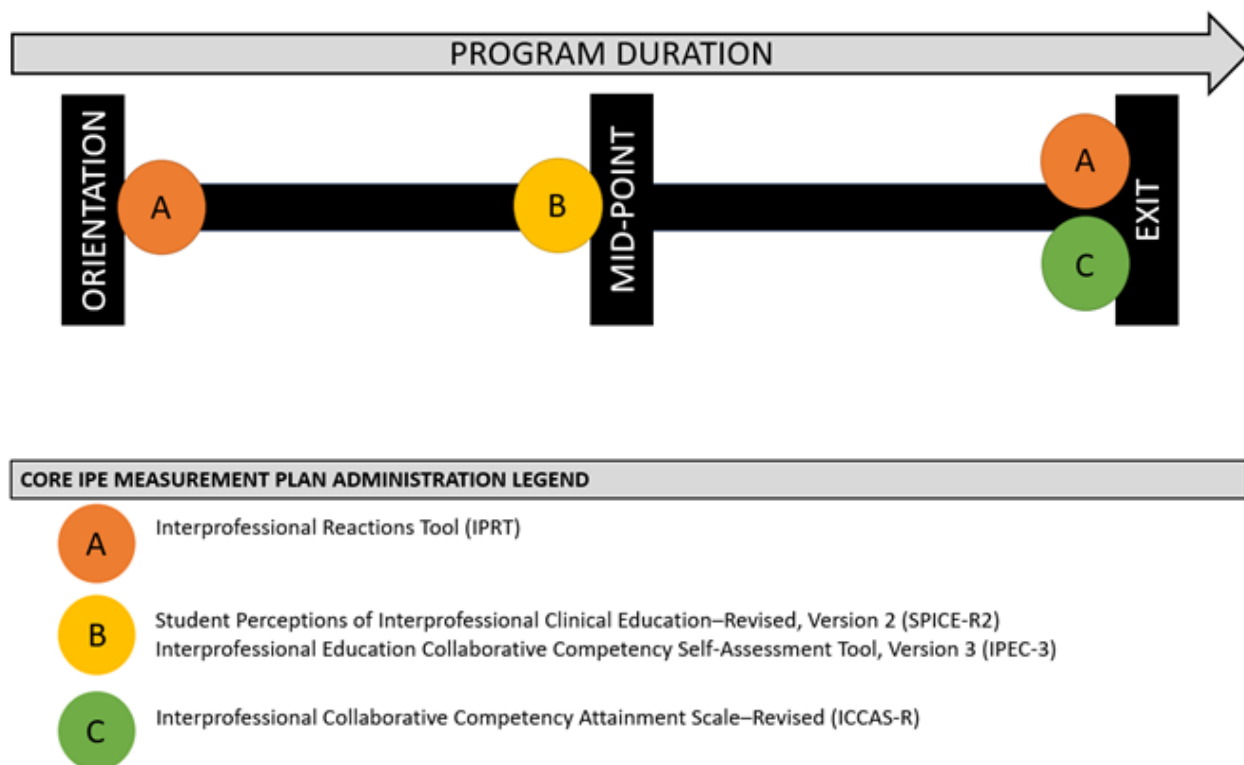 PROGRAM DURATION
ORIENTATION
A
B
MID-POINT
A
C
EXIT
CORE IPE MEASUREMENT PLAN ADMINISTRATION LEGEND
A
Interprofessional Reactions Tool (IPRT)
B
Student Perceptions of Interprofessional Clinical Education–Revised, Version 2 (SPICE-R2)
Interprofessional Education Collaborative Competency Self-Assessment Tool, Version 3 (IPEC-3)
C
Interprofessional Collaborative Competency Attainment Scale–Revised (ICCAS-R)